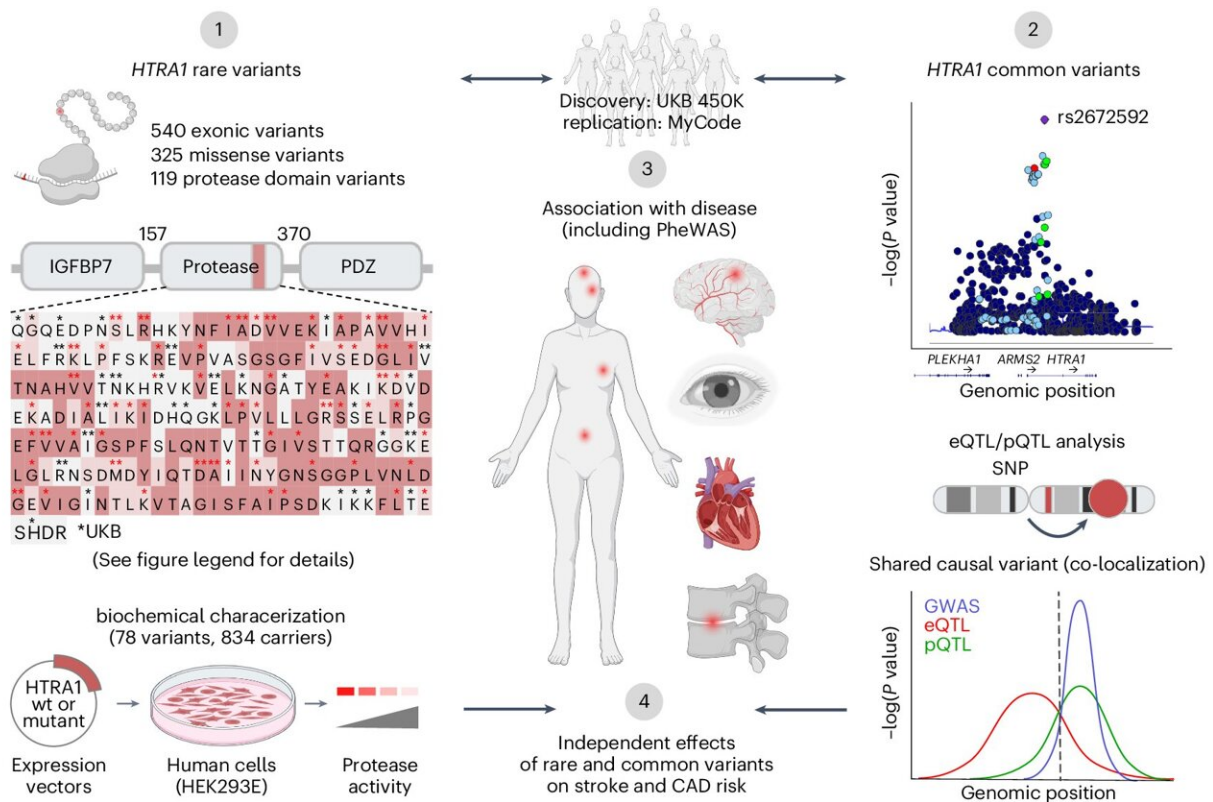 1
HTRA1 rare variants
540 exonic variants
325 missense variants
119 protease domain variants
157
370
IGFBP7
Protease
PDZ
QGQEDPNSLRHKYNFIADVVEKIAPAVVHI
ELFRKLPFSKREVPVASGSGFIVSEDGLIV
TNAHVVTNKHRVKVELKNGATYEAKIKDVD
EKADIALIKIDHQGKLPVLLLGRSSELRPG
EFVVAIGSPFSLQNTVTTGIVSTTQRGGKE
LGLRNSDMDYIQTDAIINYGNSGGPLVNLD
GEVIGINTLKVTAGISFAIPSDKIKKFLTE
SHDR *UKB
(See figure legend for details)
biochemical characerization
(78 variants, 834 carriers)
HTRA1
wt or
mutant
Expression
vectors
Human cells
(HEK293E)
Protease
activity
Discovery: UKB 450K
replication: MyCode
3
Association with disease
(including PheWAS)
4
Independent effects
of rare and common variants
on stroke and CAD risk
2
HTRA1 common variants
rs2672592
–log(P value)
PLEKHA1
ARMS2
HTRA1
Genomic position
eQTL/pQTL analysis
SNP
Shared causal variant (co-localization)
GWAS
eQTL
pQTL
–log(P value)
Genomic position